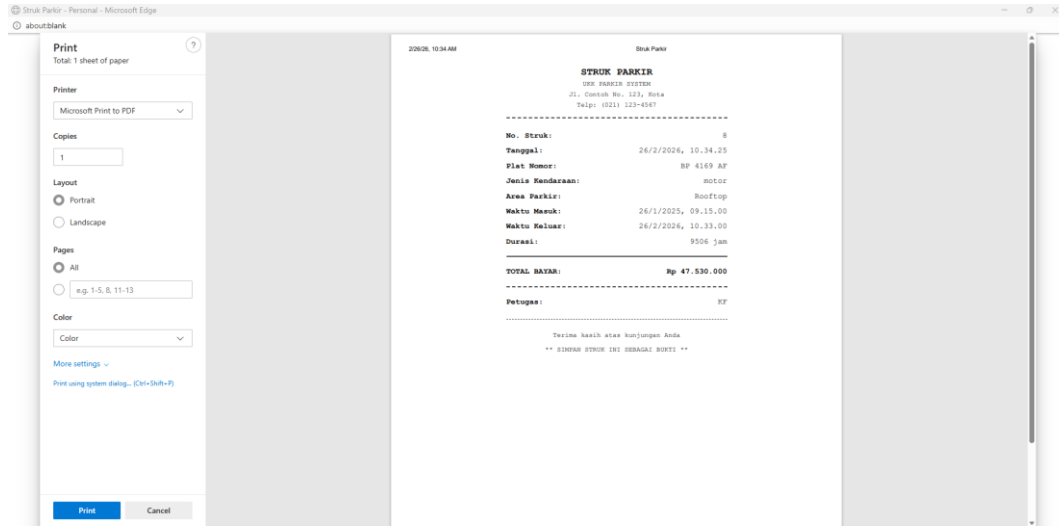 Struk Parkir - Personal - Microsoft Edge
about:blank
Print
?
Total: 1 sheet of paper
Printer
Microsoft Print to PDF
Copies
1
Layout
Portrait
Landscape
Pages
All
e.g. 1-5, 8, 11-13
Color
Color
More settings
Print using system dialog... (Ctrl+Shift+P)
Print Cancel
2/26/26, 10:34 AM Struk Parkir
STRUK PARKIR
UKK PARKIR SYSTEM
Jl. Contoh No. 123, Kota
Telp: (021) 123-4567
No. Struk: 8
Tanggal: 26/2/2026, 10.34.25
Plat Nomor: BP 4169 AF
Jenis Kendaraan: motor
Area Parkir: Rooftop
Waktu Masuk: 26/1/2025, 09.15.00
Waktu Keluar: 26/2/2026, 10.33.00
Durasi: 9506 jam
TOTAL BAYAR: Rp 47.530.000
Petugas: KF
Terima kasih atas kunjungan Anda
** SIMPAN STRUK INI SEBAGAI BUKTI **